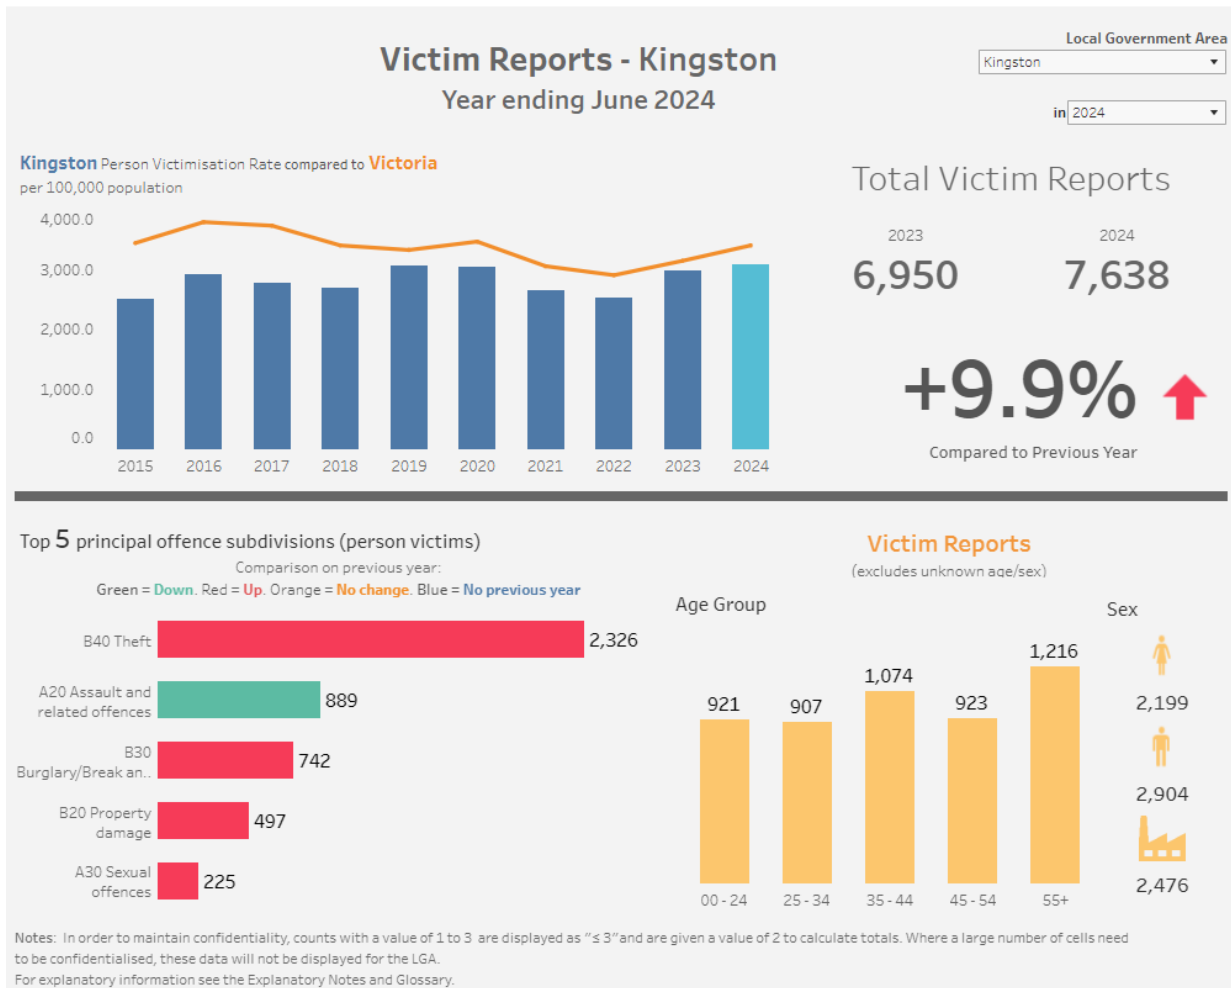 Victim Reports - Kingston
Year ending June 2024
Local Government Area
Kingston
in 2024
Kingston Person Victimisation Rate compared to Victoria
per 100,000 population
4,000.0
3,000.0
2,000.0
1,000.0
0.0
2015 2016 2017 2018 2019 2020 2021 2022 2023 2024
Total Victim Reports
2023 2024
6,950 7,638
+9.9%
Compared to Previous Year
Top 5 principal offence subdivisions (person victims)
Comparison on previous year:
Green = Down. Red = Up. Orange = No change. Blue = No previous year
B40 Theft 2,326
A20 Assault and
related offences 889
B30
Burglary/Break an.. 742
B20 Property
damage 497
A30 Sexual
offences 225
Victim Reports
(excludes unknown age/sex)
Age Group
921 907 1,074 923 1,216
00 - 24 25 - 34 35 - 44 45 - 54 55+
Sex
2,199
2,904
2,476
Notes: In order to maintain confidentiality, counts with a value of 1 to 3 are displayed as "≤ 3" and are given a value of 2 to calculate totals. Where a large number of cells need
to be confidentialised, these data will not be displayed for the LGA.
For explanatory information see the Explanatory Notes and Glossary.